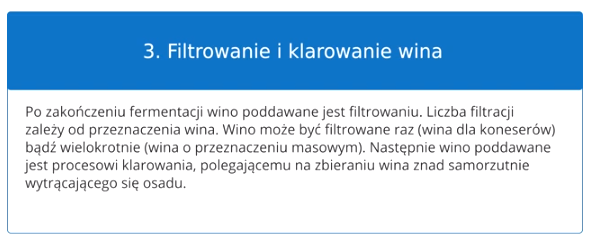 3. Filtrowanie i klarowanie wina
Po zakończeniu fermentacji wino poddawane jest filtrowaniu. Liczba filtracji
zależy od przeznaczenia wina. Wino może być filtrowane raz (wina dla koneserów)
bądź wielokrotnie (wina o przeznaczeniu masowym). Następnie wino poddawane
jest procesowi klarowania, polegającemu na zbieraniu wina znad samorzutnie
wytrącającego się osadu.